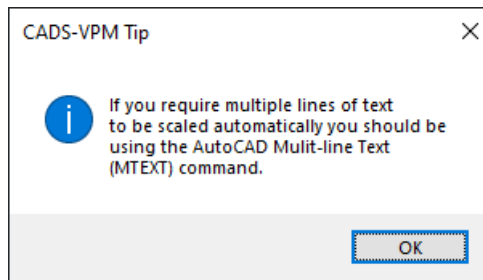 CADS-VPM Tip
If you require multiple lines of text
to be scaled automatically you should be
using the AutoCAD Mulit-line Text
(MTEXT) command.
OK